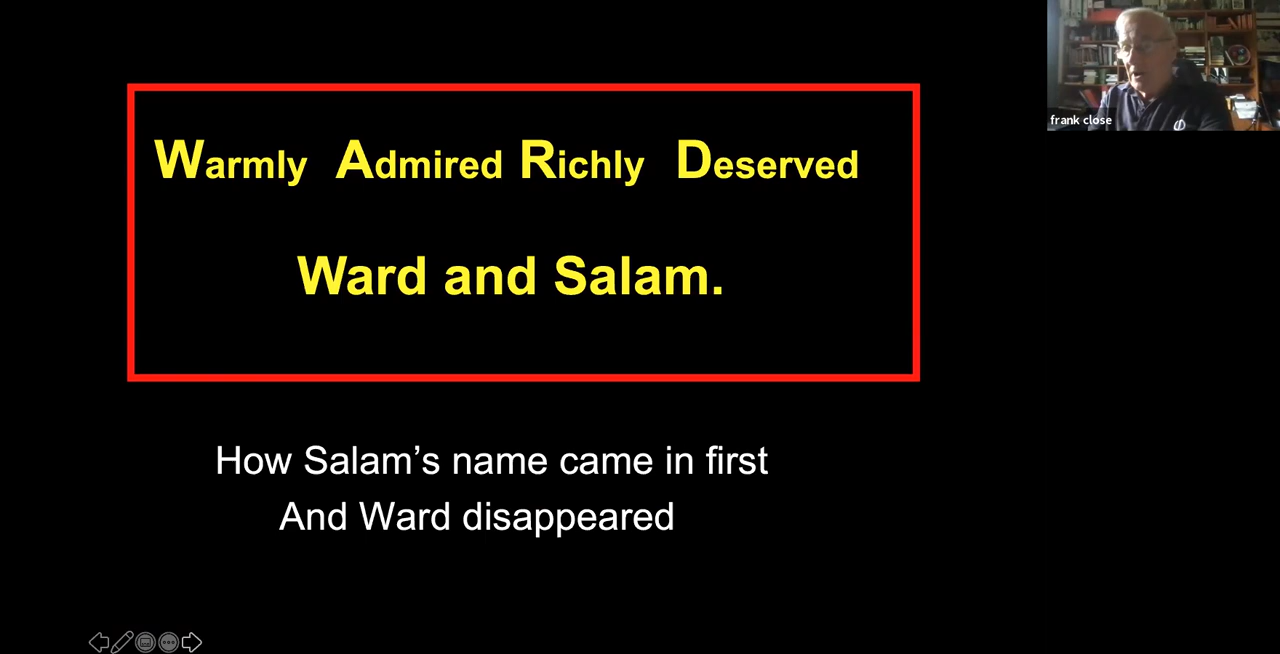 Warmly Admired Richly Deserved
Ward and Salam.
How Salam’s name came in first
And Ward disappeared
frank close